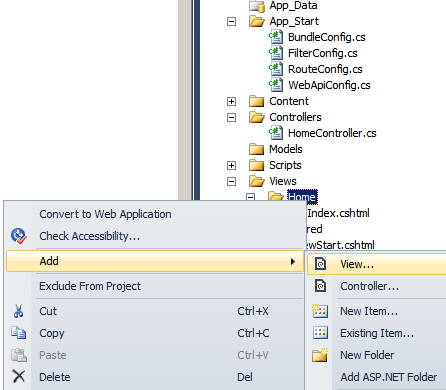 App_Data
App_Start
BundleConfig.cs
FilterConfig.cs
RouteConfig.cs
WebApiConfig.cs
Content
Controllers
HomeController.cs
Models
Scripts
Views
Home
Index.cshtml
red
wStart.cshtml
Convert to Web Application
Check Accessibility...
Add
Exclude From Project
Cut Ctrl+X
Copy Ctrl+C
Paste Ctrl+V
Delete Del
View...
Controller...
New Item...
Existing Item...
New Folder
Add ASP.NET Folder